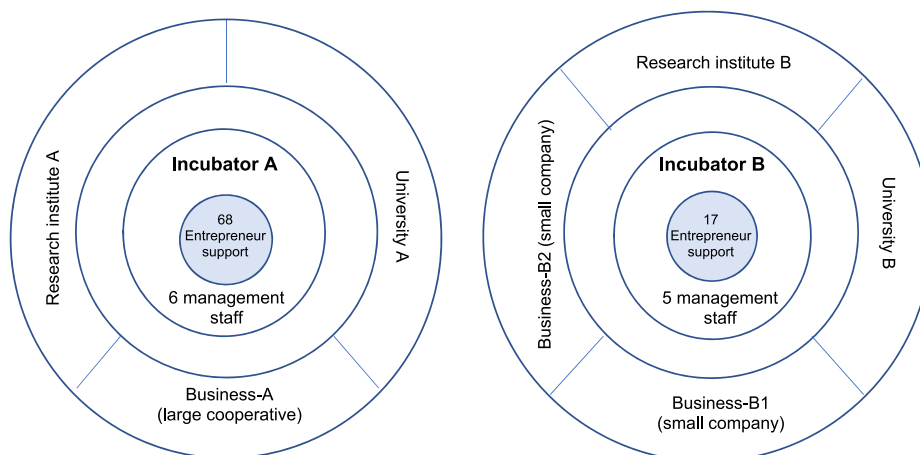 Research institute A
Incubator A
68
Entrepreneur
support
6 management
staff
University A
Business-A
(large cooperative)
Research institute B
Business-B2 (small company)
Incubator B
17
Entrepreneur
support
5 management
staff
University B
Business-B1
(small company)